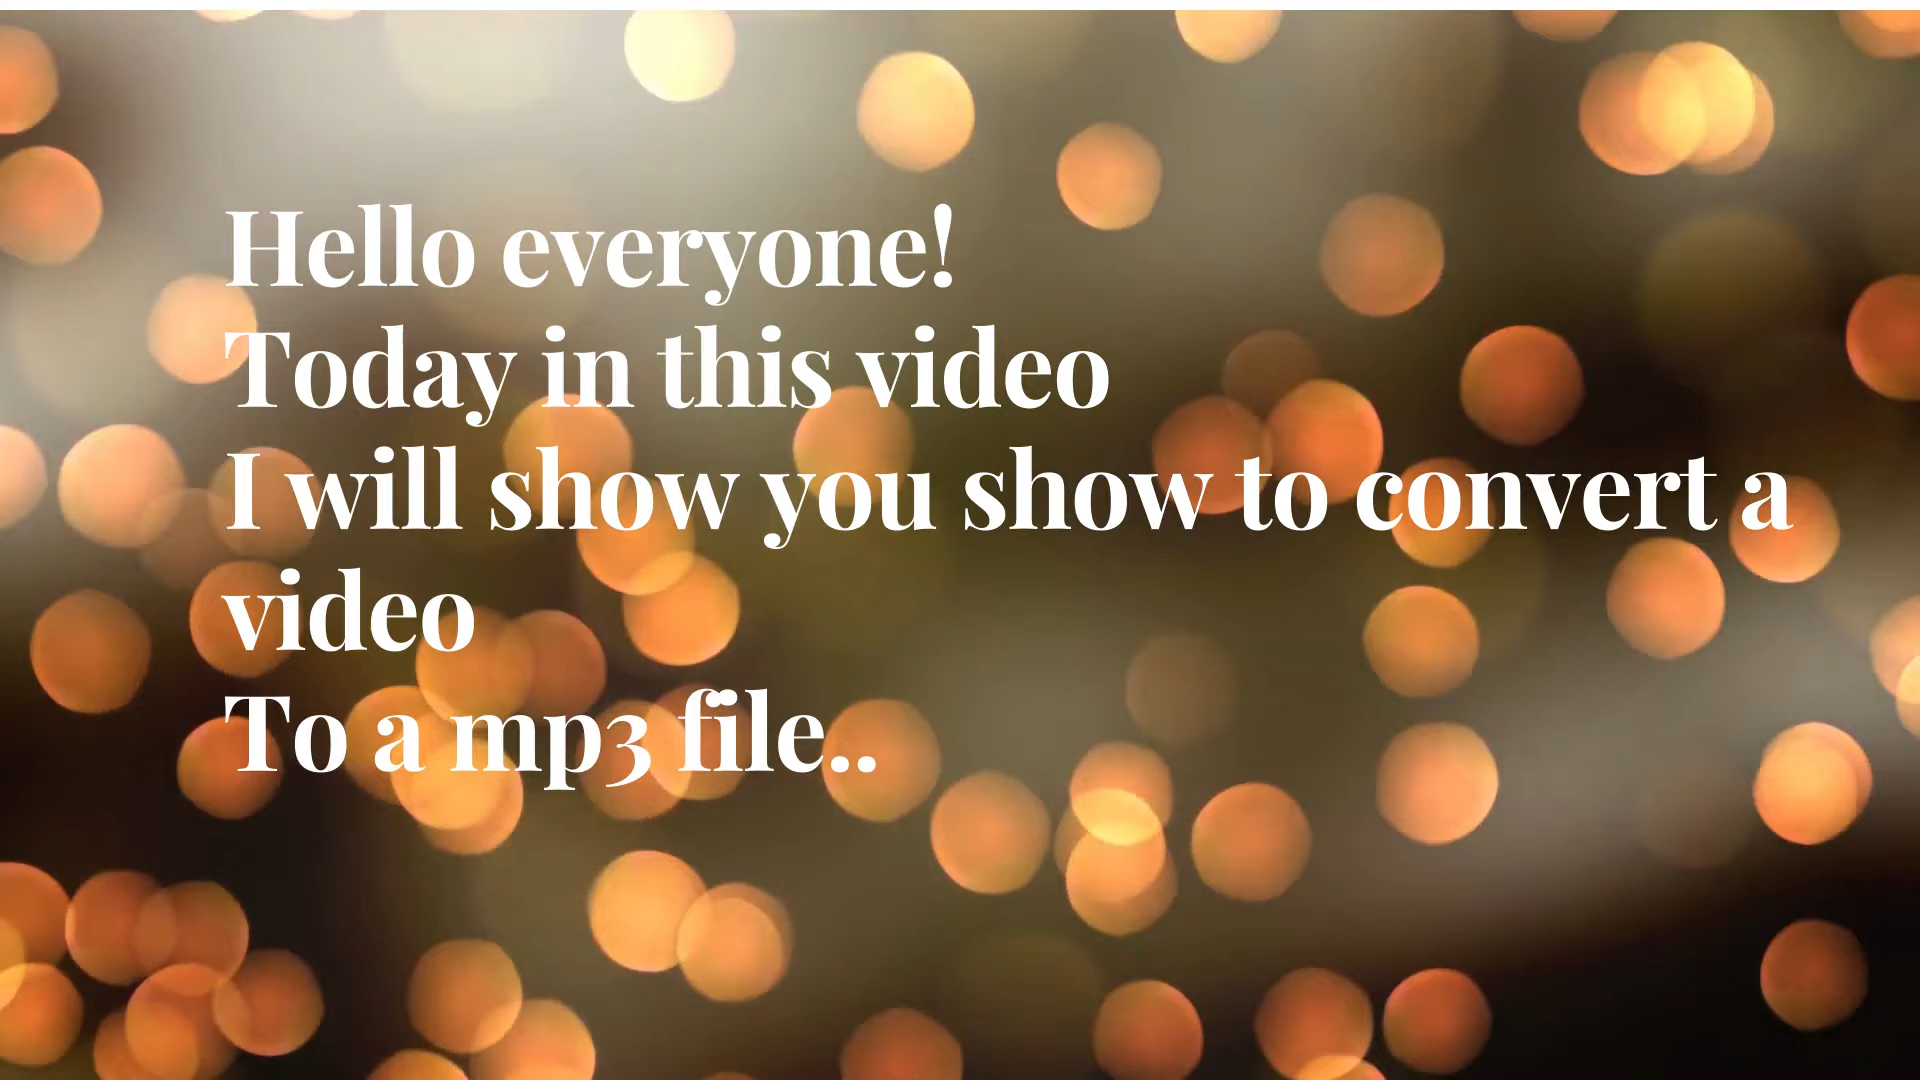 Hello everyone!
Today in this video
I will show you show to convert a
video
To a mp3 file..